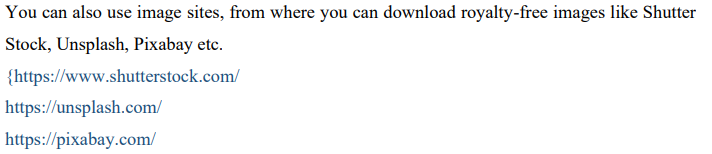 You can also use image sites, from where you can download royalty-free images like Shutter
Stock, Unsplash, Pixabay etc.
{https://www.shutterstock.com/
https://unsplash.com/
https://pixabay.com/